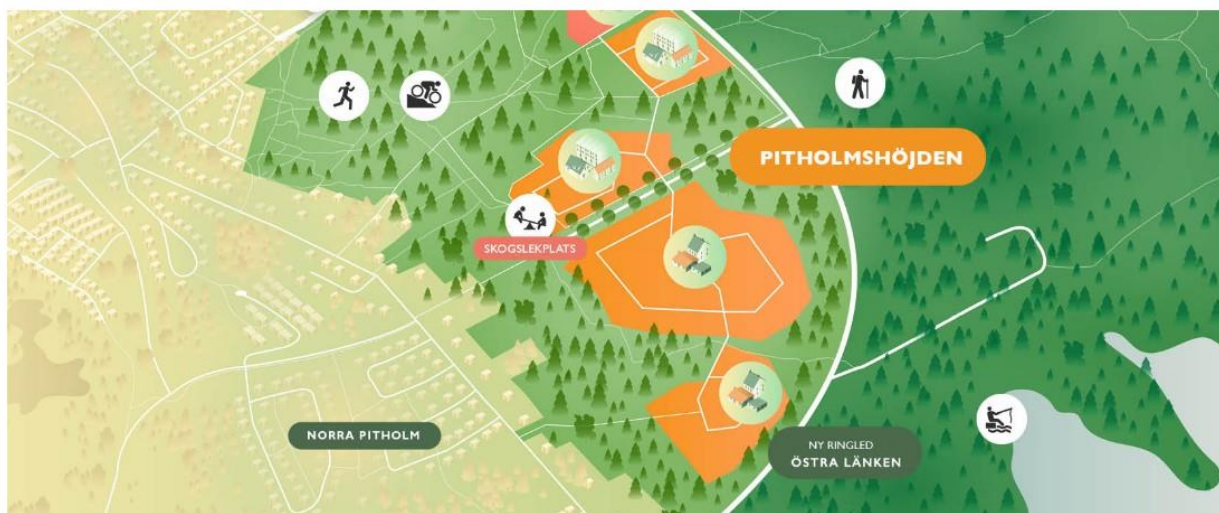 PITHOLMSHÖJDEN
SKOGSLEKPLATS
NORRA PITHOLM
NY RINGLED
ÖSTRA LÄNKEN